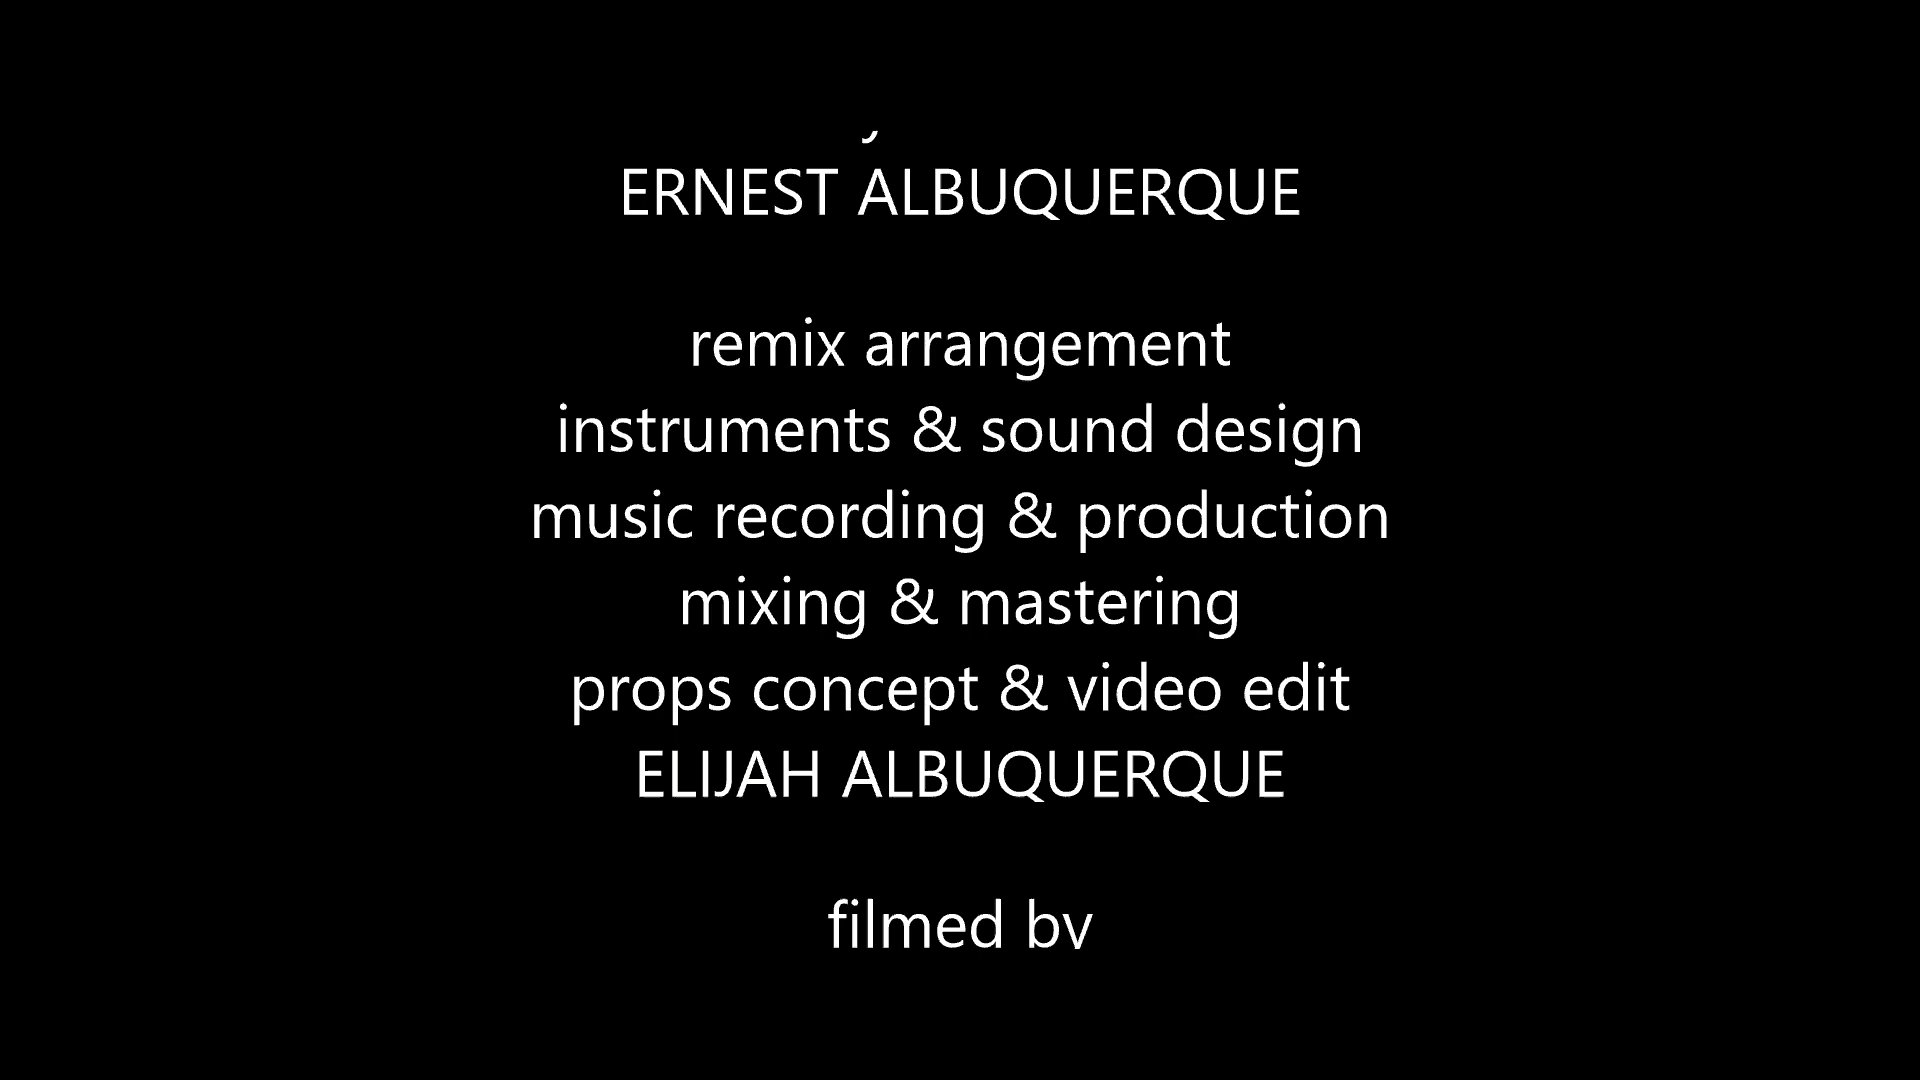 ERNEST ALBUQUERQUE
remix arrangement
instruments & sound design
music recording & production
mixing & mastering
props concept & video edit
ELIJAH ALBUQUERQUE
filmed by